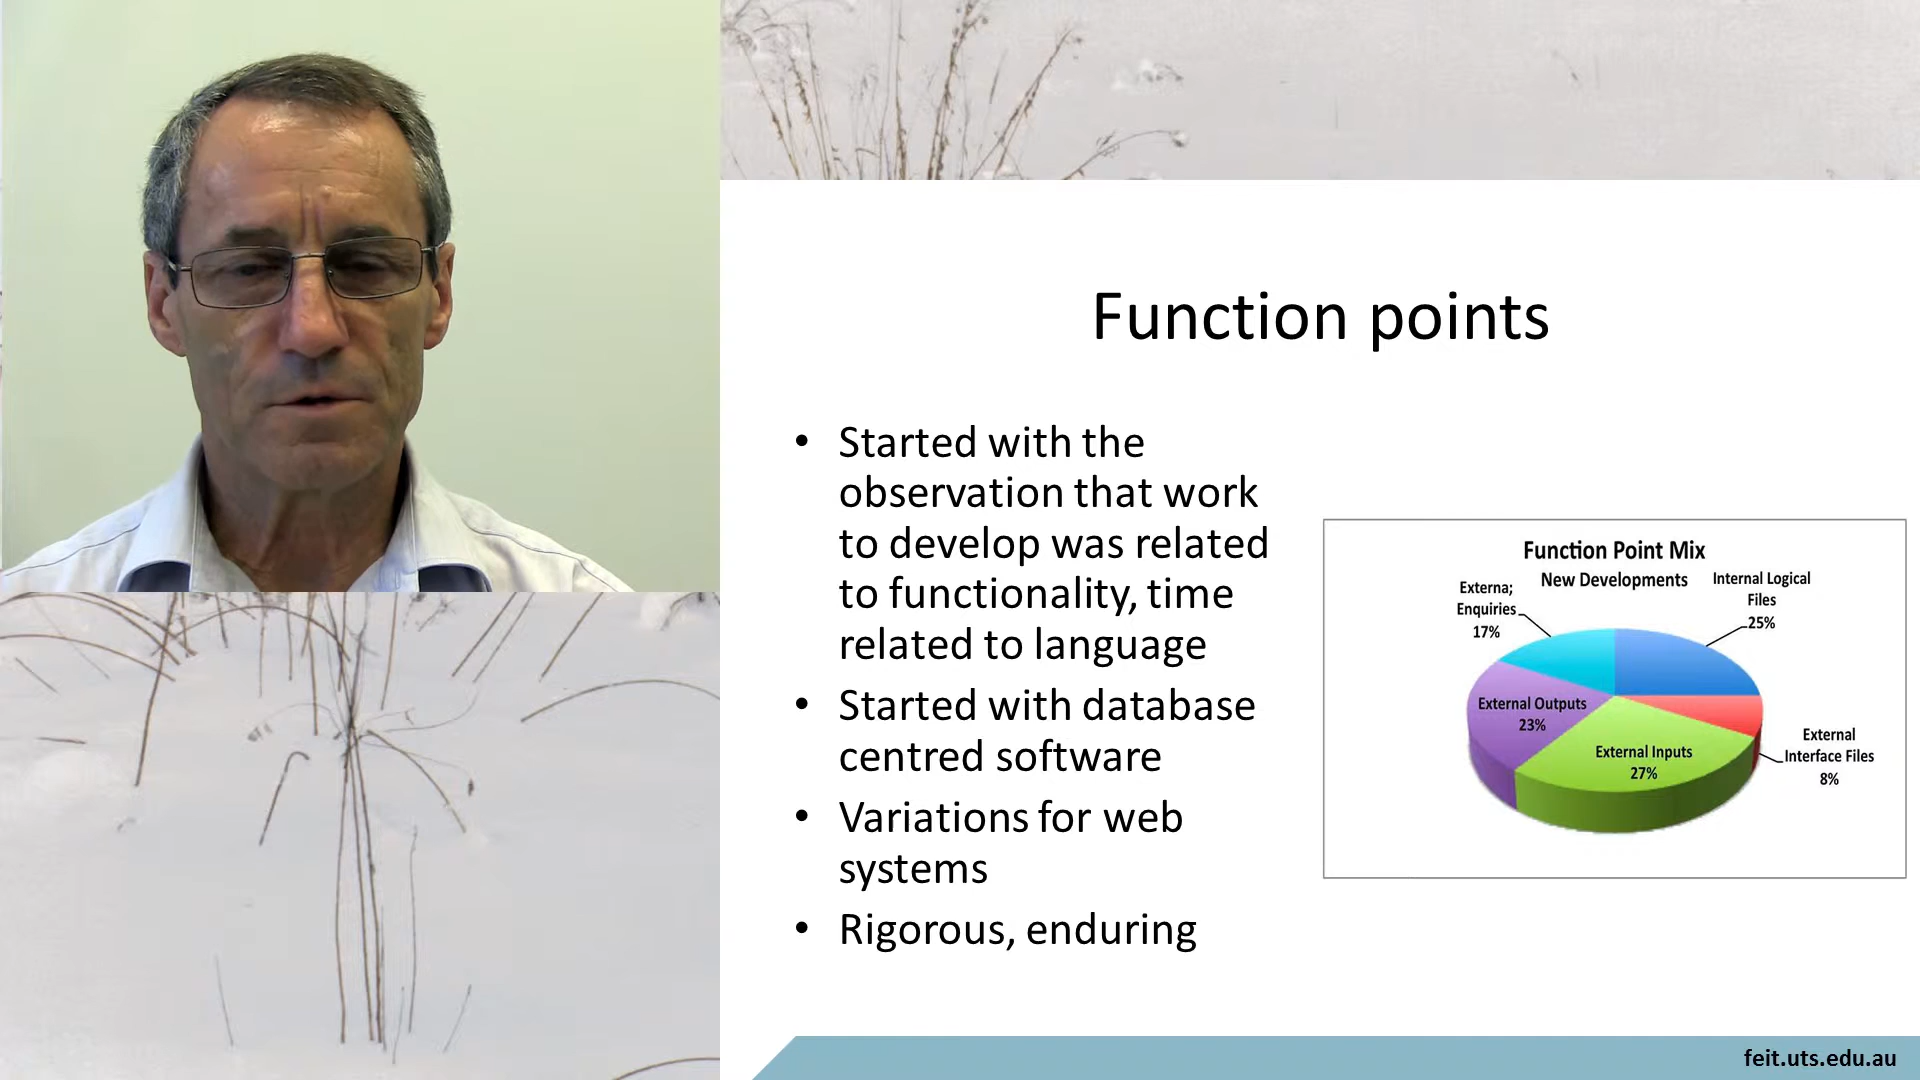 Function points
• Started with the
observation that work
to develop was related
to functionality, time
related to language
• Started with database
centred software
• Variations for web
systems
• Rigorous, enduring
Function Point Mix
New Developments
Externa;
Enquiries
17%
Internal Logical
Files
25%
External Outputs
23%
External Inputs
27%
External
Interface Files
8%
feit.uts.edu.au